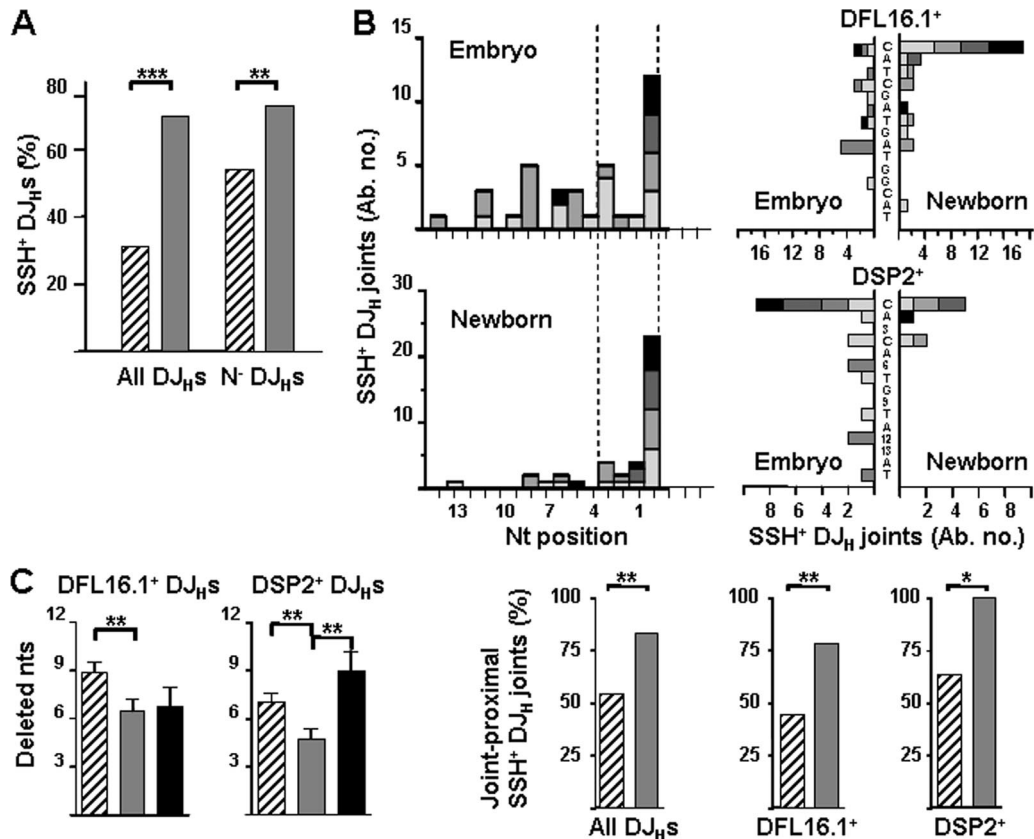 A
SSH⁺ DJHs (%)
80
60
40
20
***
**
All DJHs
N⁻ DJHs
B
SSH⁺ DJH joints (Ab. no.)
15
10
5
Embryo
30
20
10
Newborn
13 10 7 4 1
Nt position
DFL16.1⁺
C
A
T
C
G
A
T
G
A
T
G
G
C
A
T
Embryo
Newborn
16 12 8 4
4 8 12 16
DSP2⁺
C
A
3
C
A
6
T
G
9
T
A
12
13
A
T
Embryo
Newborn
8 6 4 2
2 4 6 8
SSH⁺ DJH joints (Ab. no.)
C
DFL16.1⁺ DJHs
DSP2⁺ DJHs
Deleted nts
12
9
6
3
**
12
9
6
3
**
**
Joint-proximal
SSH⁺ DJH joints (%)
100
75
50
25
**
All DJHs
100
75
50
25
**
DFL16.1⁺
100
75
50
25
*
DSP2⁺